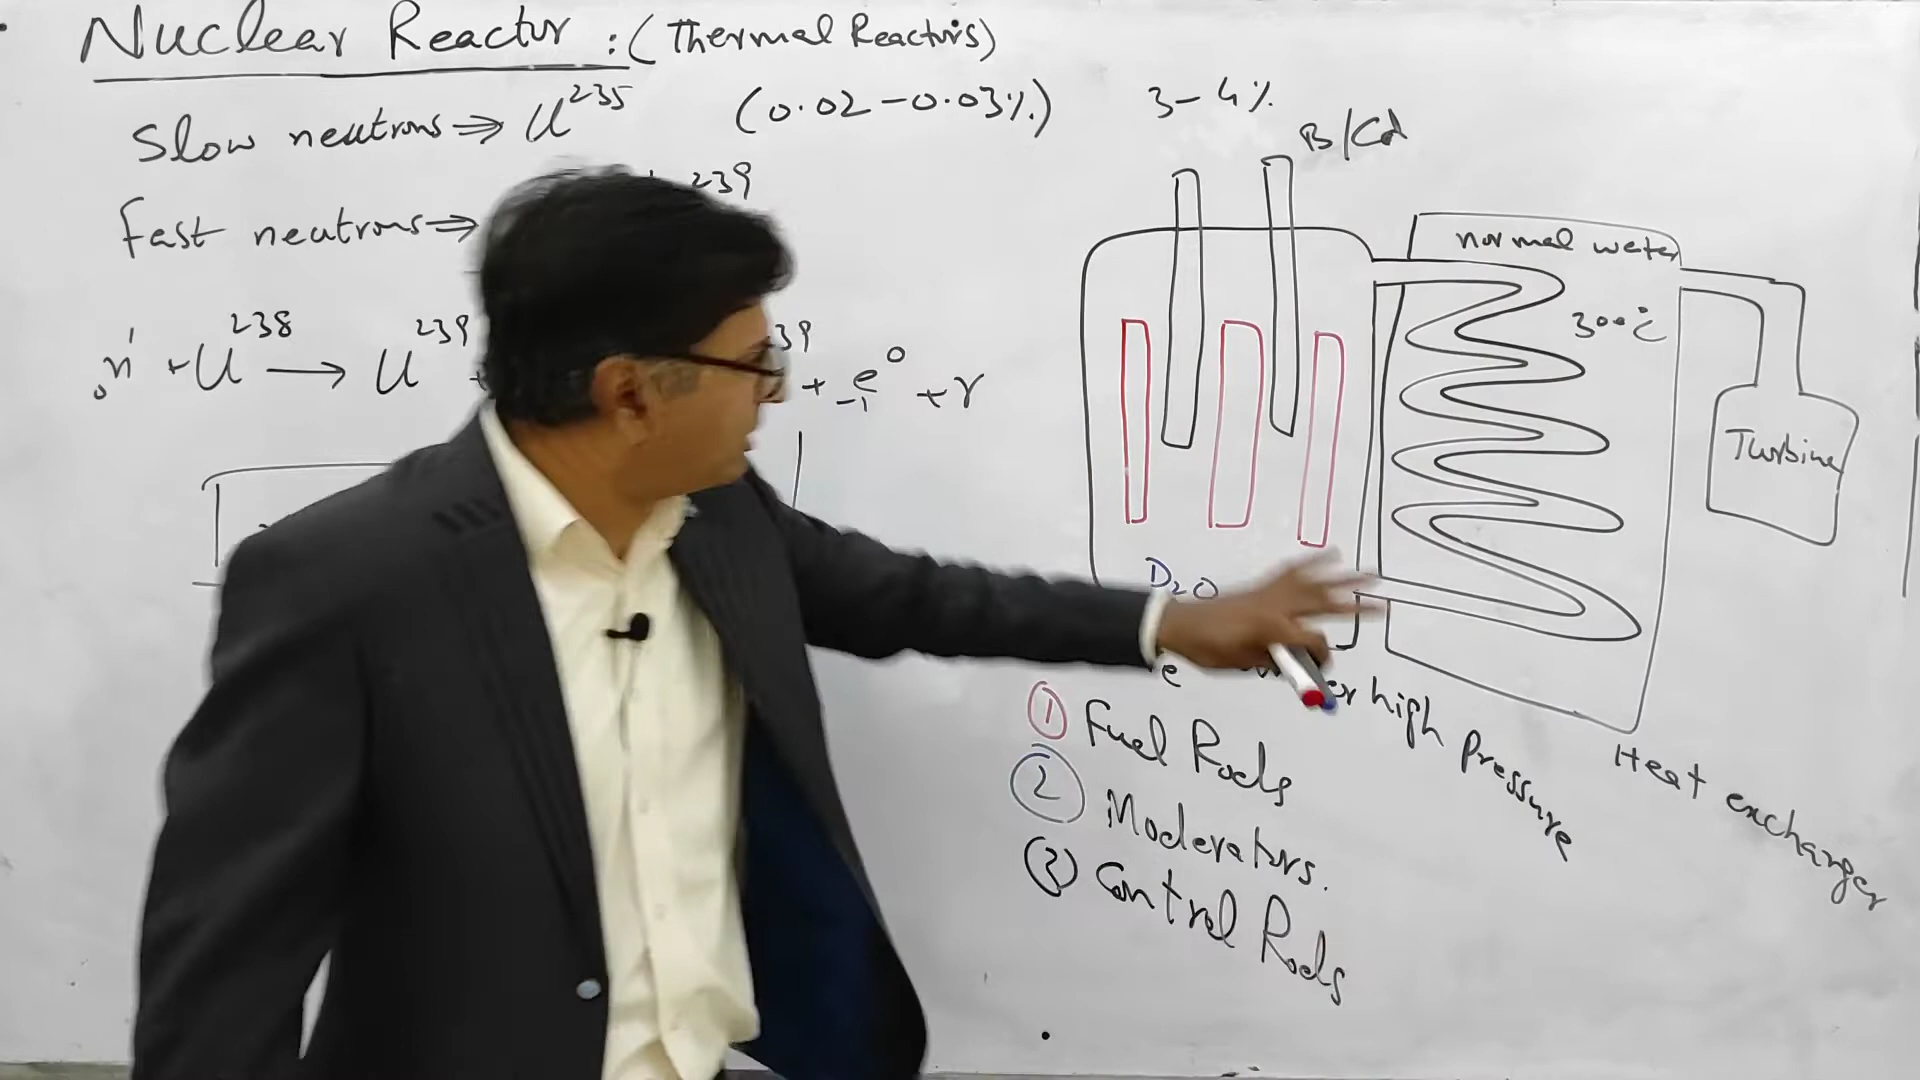 Nuclear Reactor : (Thermal Reactors)
Slow neutrons ⇒ U²³⁵ (0.02-0.03%) 3-4%
B/Cd
Fast neutrons ⇒ 239
₀n¹ + U²³⁸ → U²³⁹ + 39 + ₋₁e⁰ + γ
normal water
300°C
Turbine
D₂O
high pressure
Heat exchanger
① Fuel Rods
② Moderators.
③ Control Rods